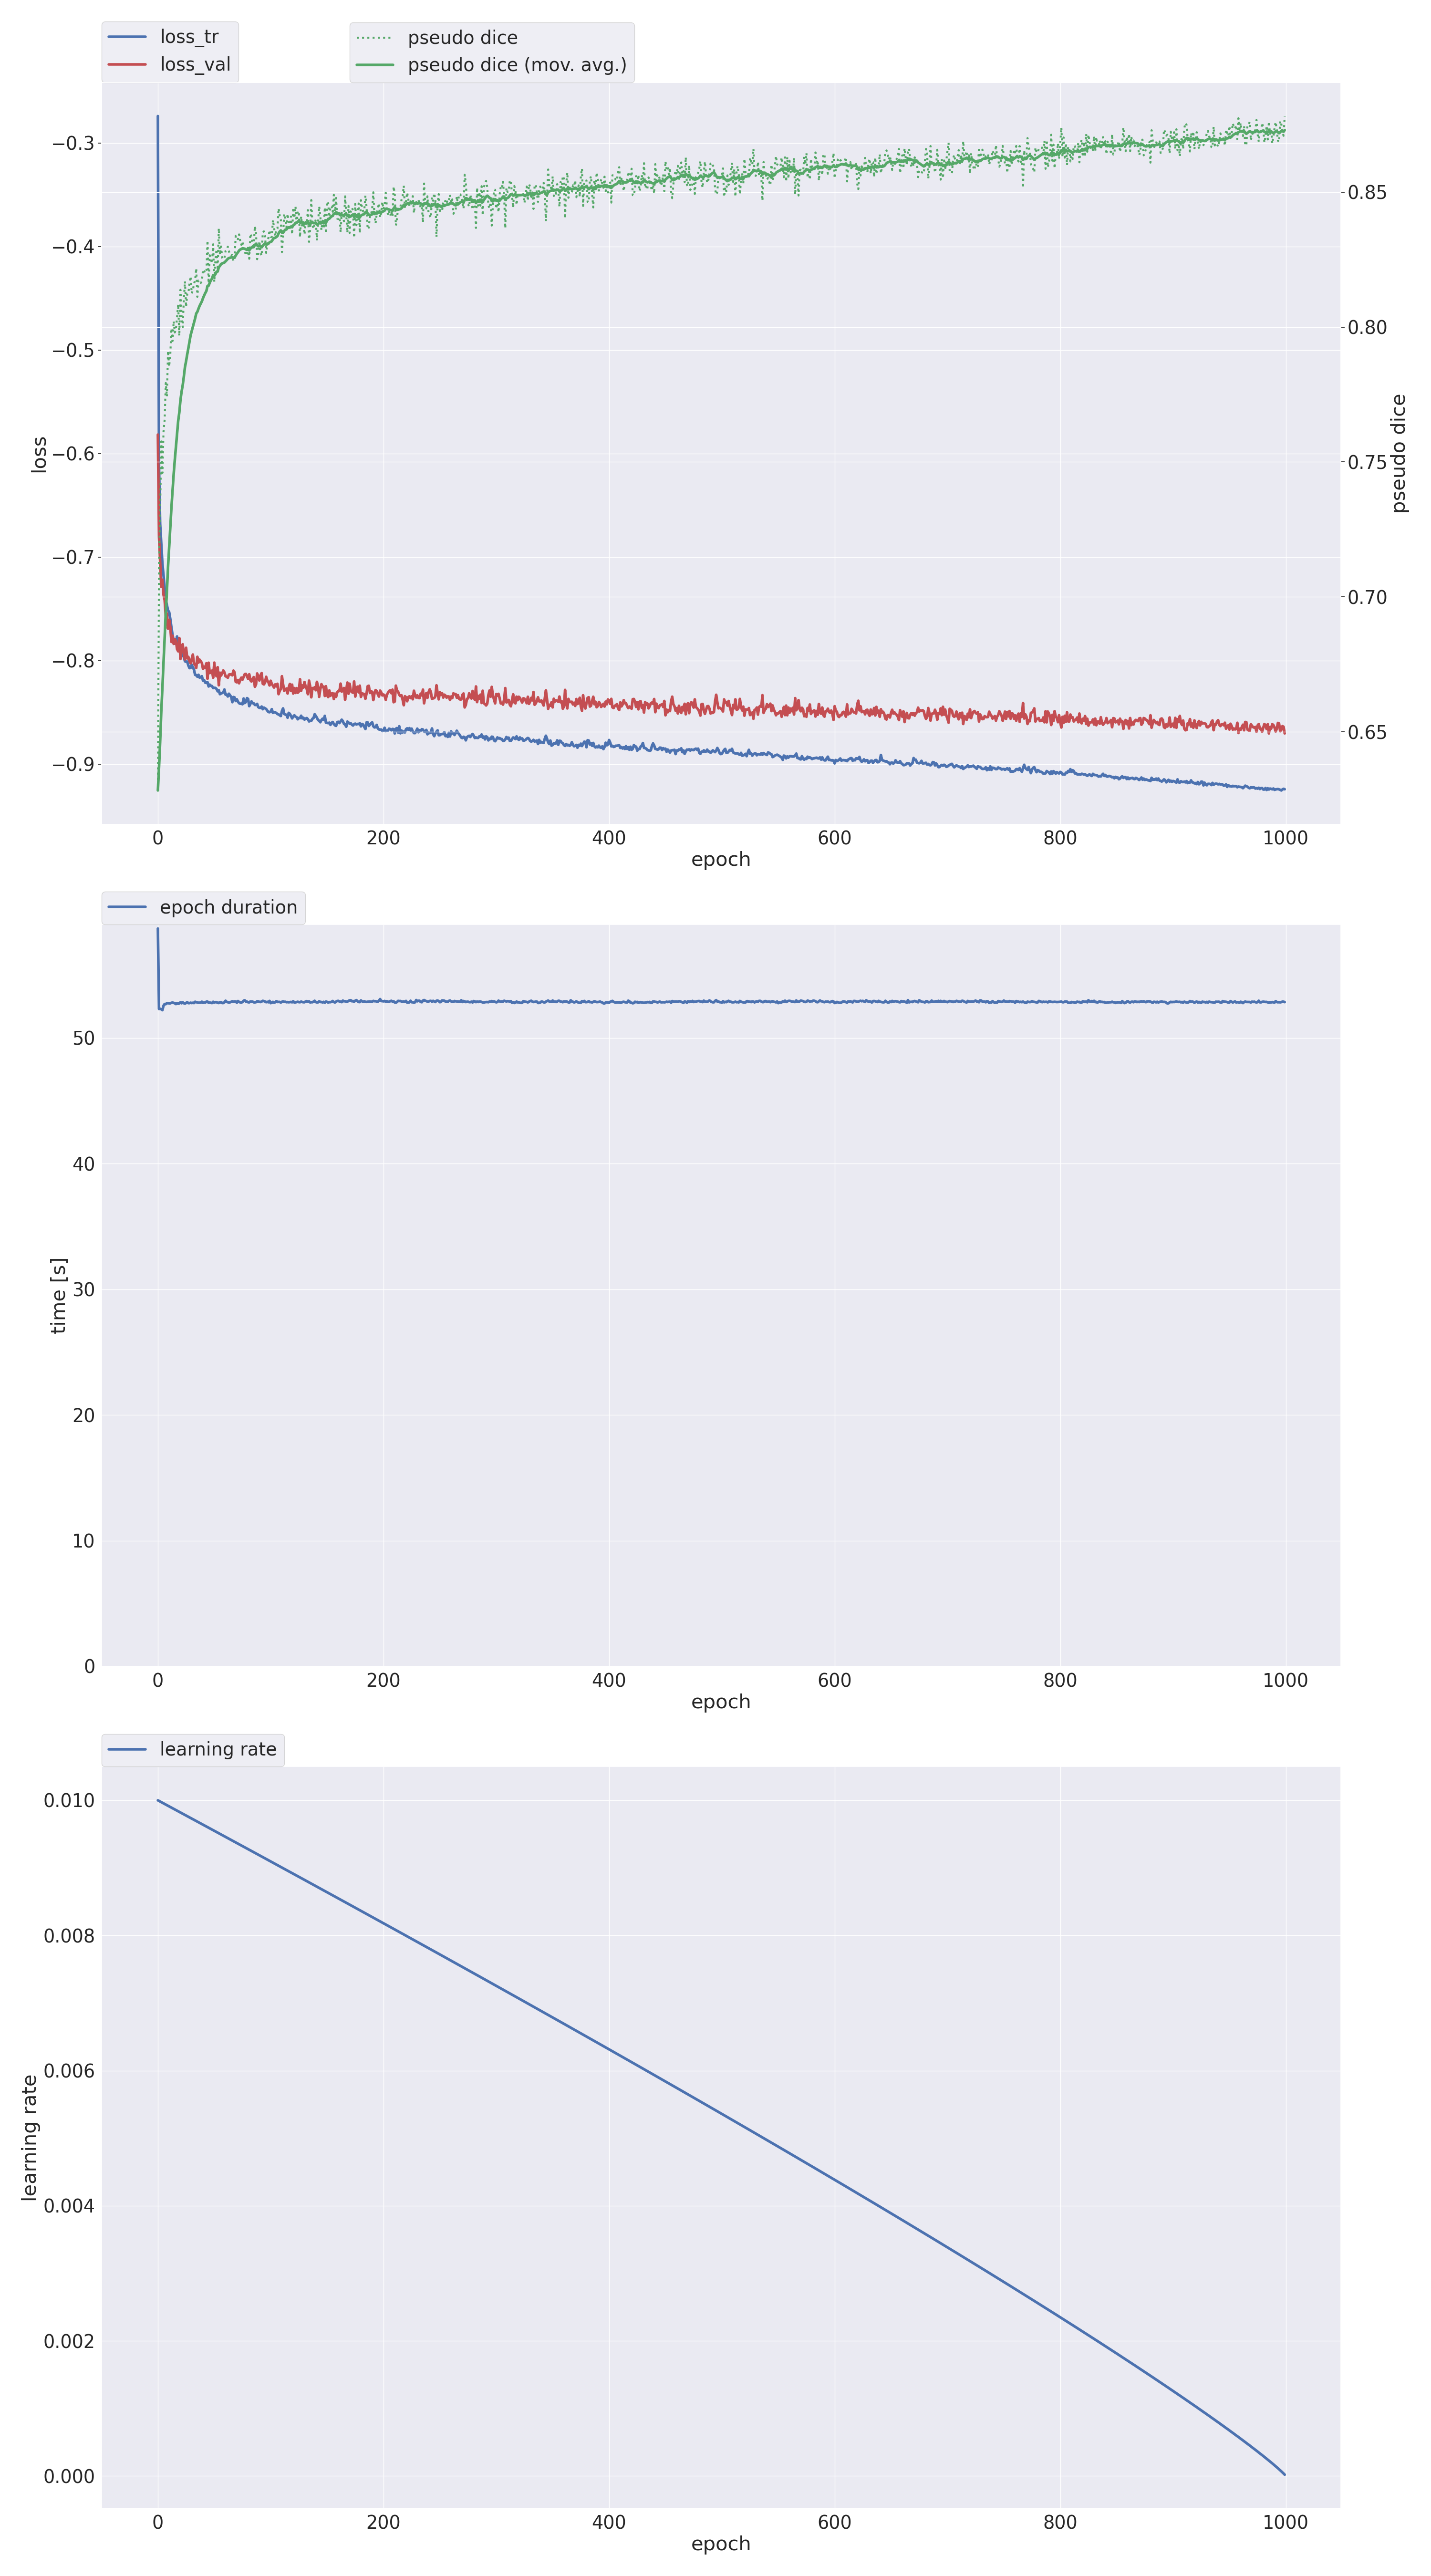 loss_tr
loss_val
pseudo dice
pseudo dice (mov. avg.)
−0.3
−0.4
−0.5
−0.6
−0.7
−0.8
−0.9
loss
0.85
0.80
0.75
0.70
0.65
pseudo dice
0 200 400 600 800 1000
epoch
epoch duration
50
40
30
20
10
0
time [s]
0 200 400 600 800 1000
epoch
learning rate
0.010
0.008
0.006
0.004
0.002
0.000
learning rate
0 200 400 600 800 1000
epoch